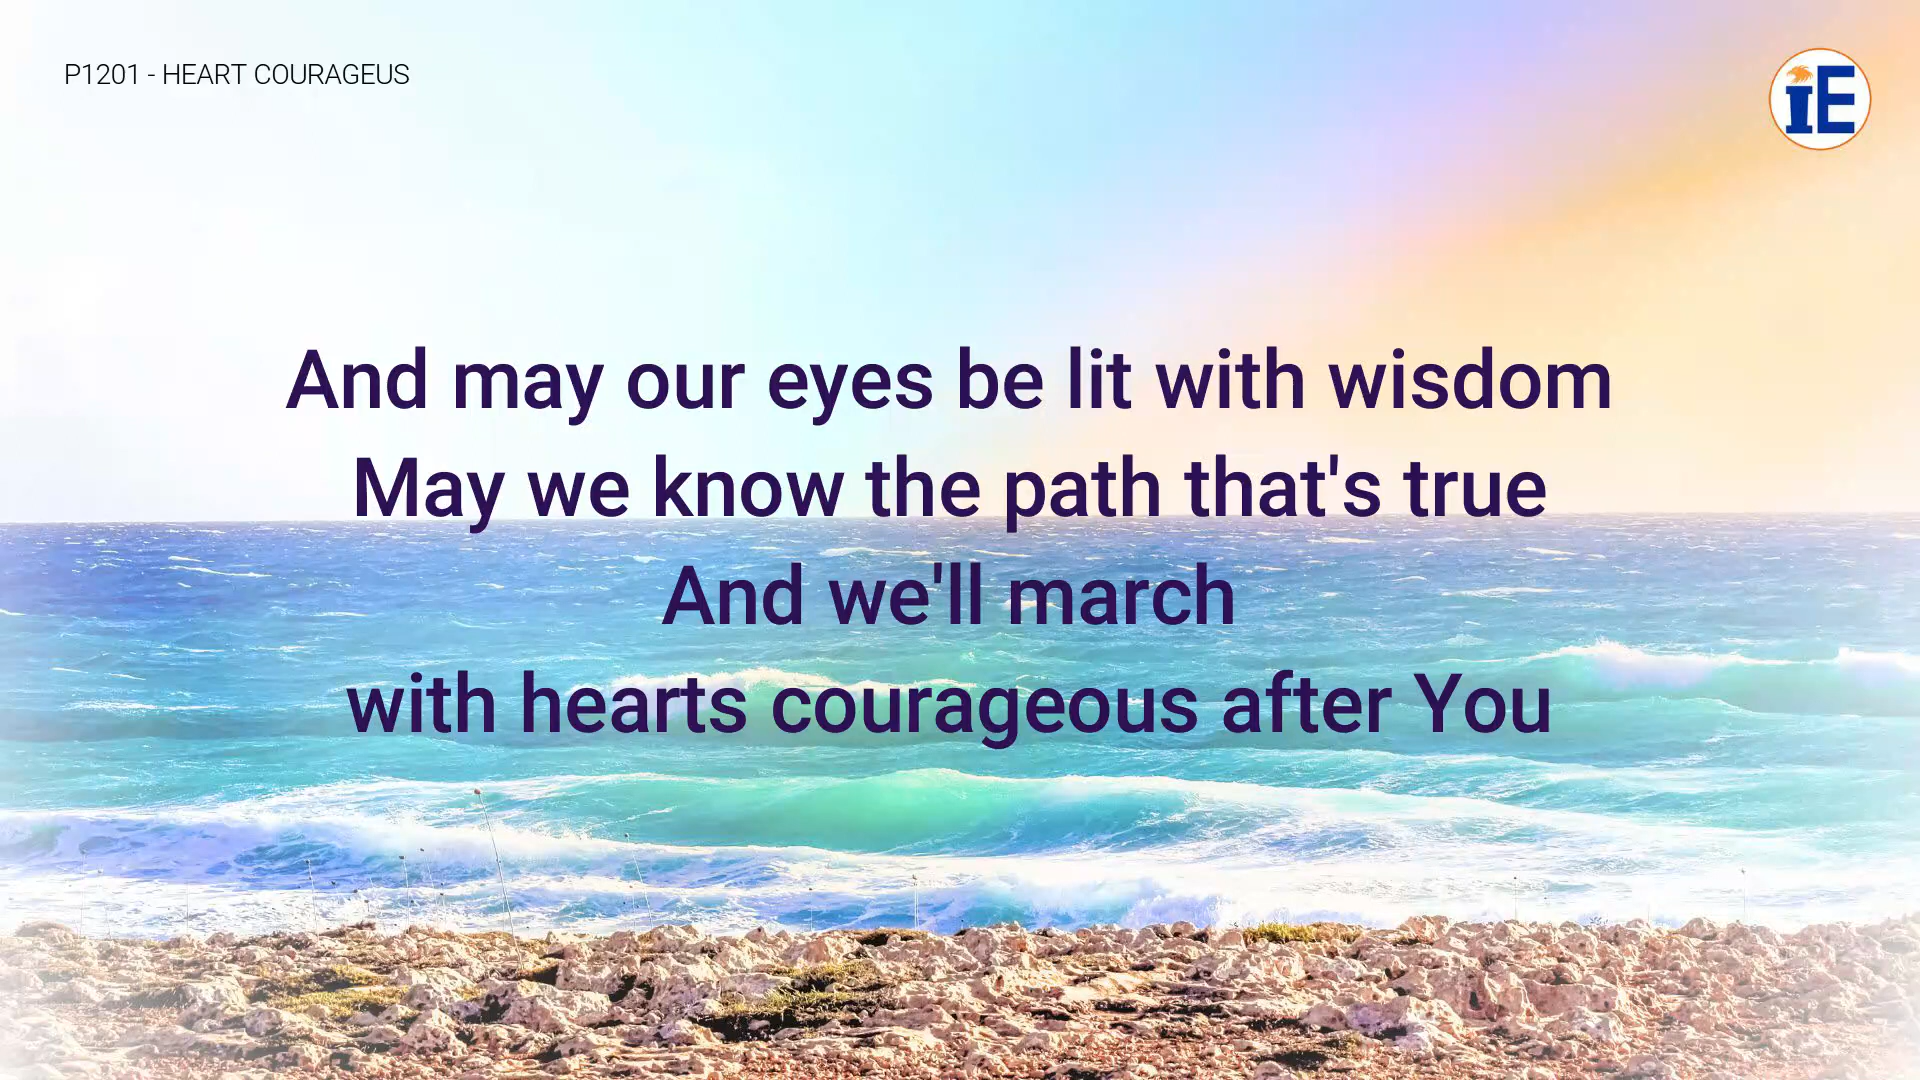 P1201 - HEART COURAGEUS
iE
And may our eyes be lit with wisdom
May we know the path that's true
And we'll march
with hearts courageous after You